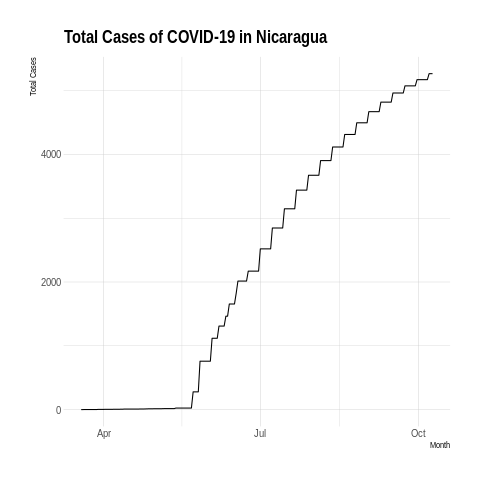 Total Cases of COVID-19 in Nicaragua
Total Cases
4000
2000
0
Apr
Jul
Oct
Month